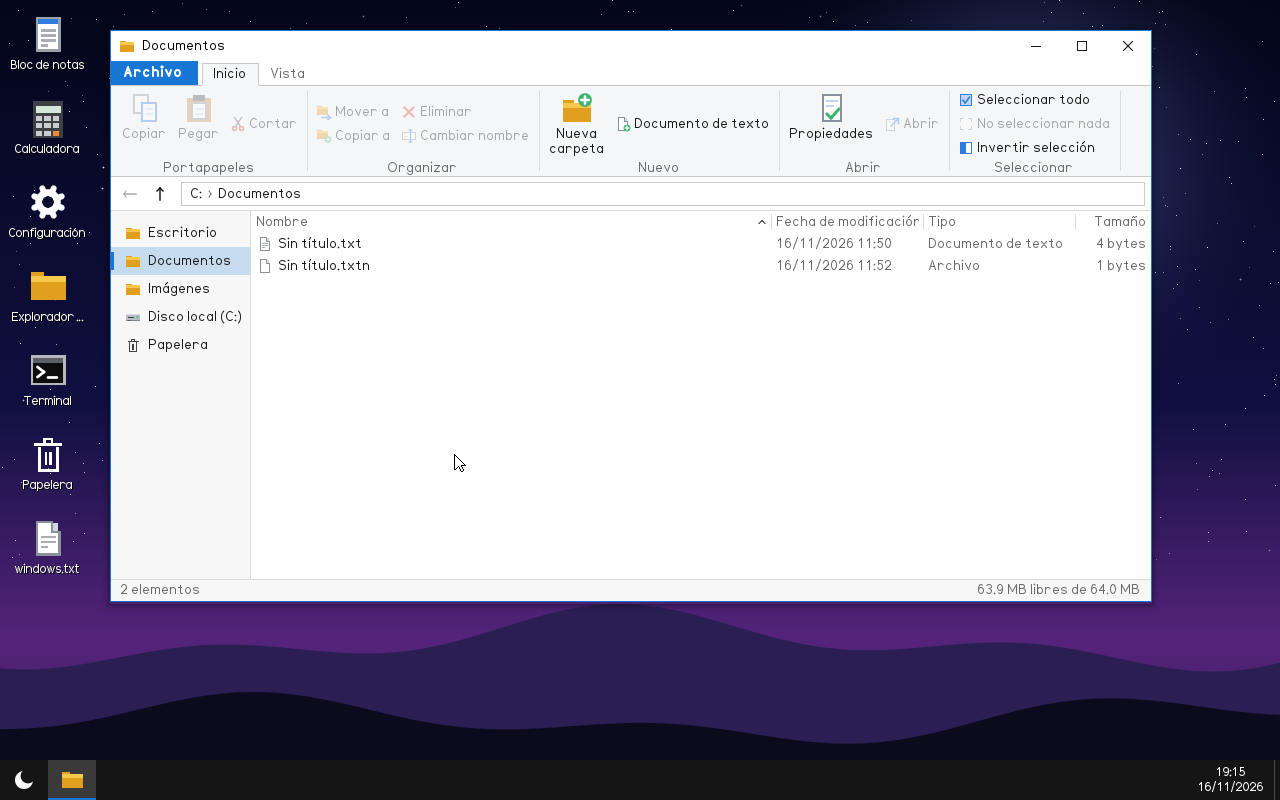 Bloc de notas
Calculadora
Configuración
Explorador ...
Terminal
Papelera
windows.txt
Documentos
Archivo
Inicio
Vista
Copiar
Pegar
Cortar
Portapapeles
Mover a
Copiar a
Eliminar
Cambiar nombre
Organizar
Nueva
carpeta
Documento de texto
Nuevo
Propiedades
Abrir
Abrir
Seleccionar todo
No seleccionar nada
Invertir selección
Seleccionar
C: › Documentos
Escritorio
Documentos
Imágenes
Disco local (C:)
Papelera
Nombre Fecha de modificación Tipo Tamaño
Sin título.txt 16/11/2026 11:50 Documento de texto 4 bytes
Sin título.txtn 16/11/2026 11:52 Archivo 1 bytes
2 elementos
63.9 MB libres de 64.0 MB
19:15
16/11/2026